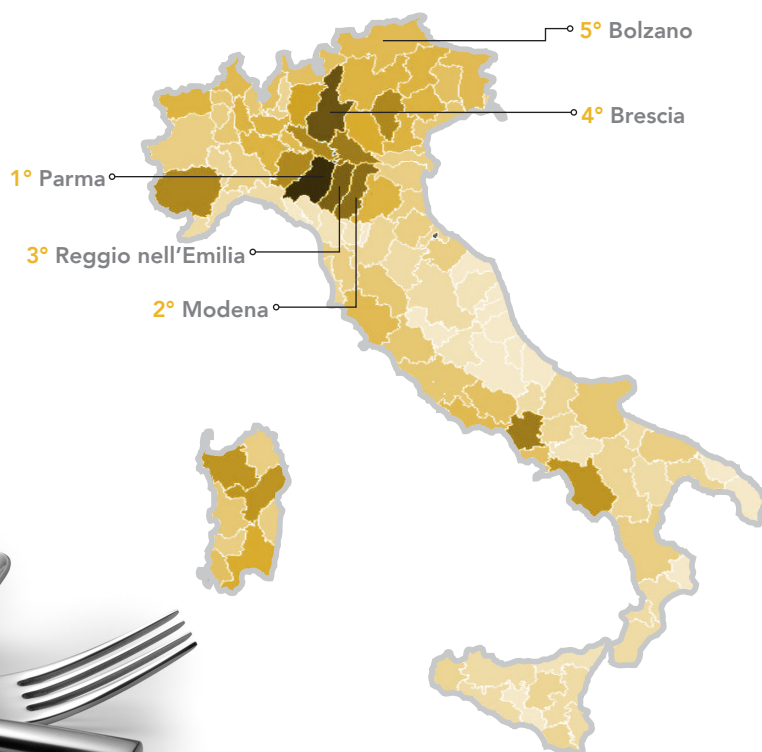 5° Bolzano
4° Brescia
1° Parma
3° Reggio nell'Emilia
2° Modena